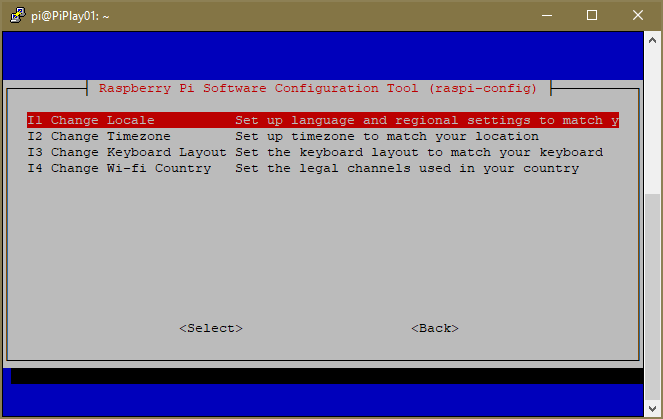 pi@PiPlay01: ~
Raspberry Pi Software Configuration Tool (raspi-config)
I1 Change Locale Set up language and regional settings to match y
I2 Change Timezone Set up timezone to match your location
I3 Change Keyboard Layout Set the keyboard layout to match your keyboard
I4 Change Wi-fi Country Set the legal channels used in your country
<Select> <Back>